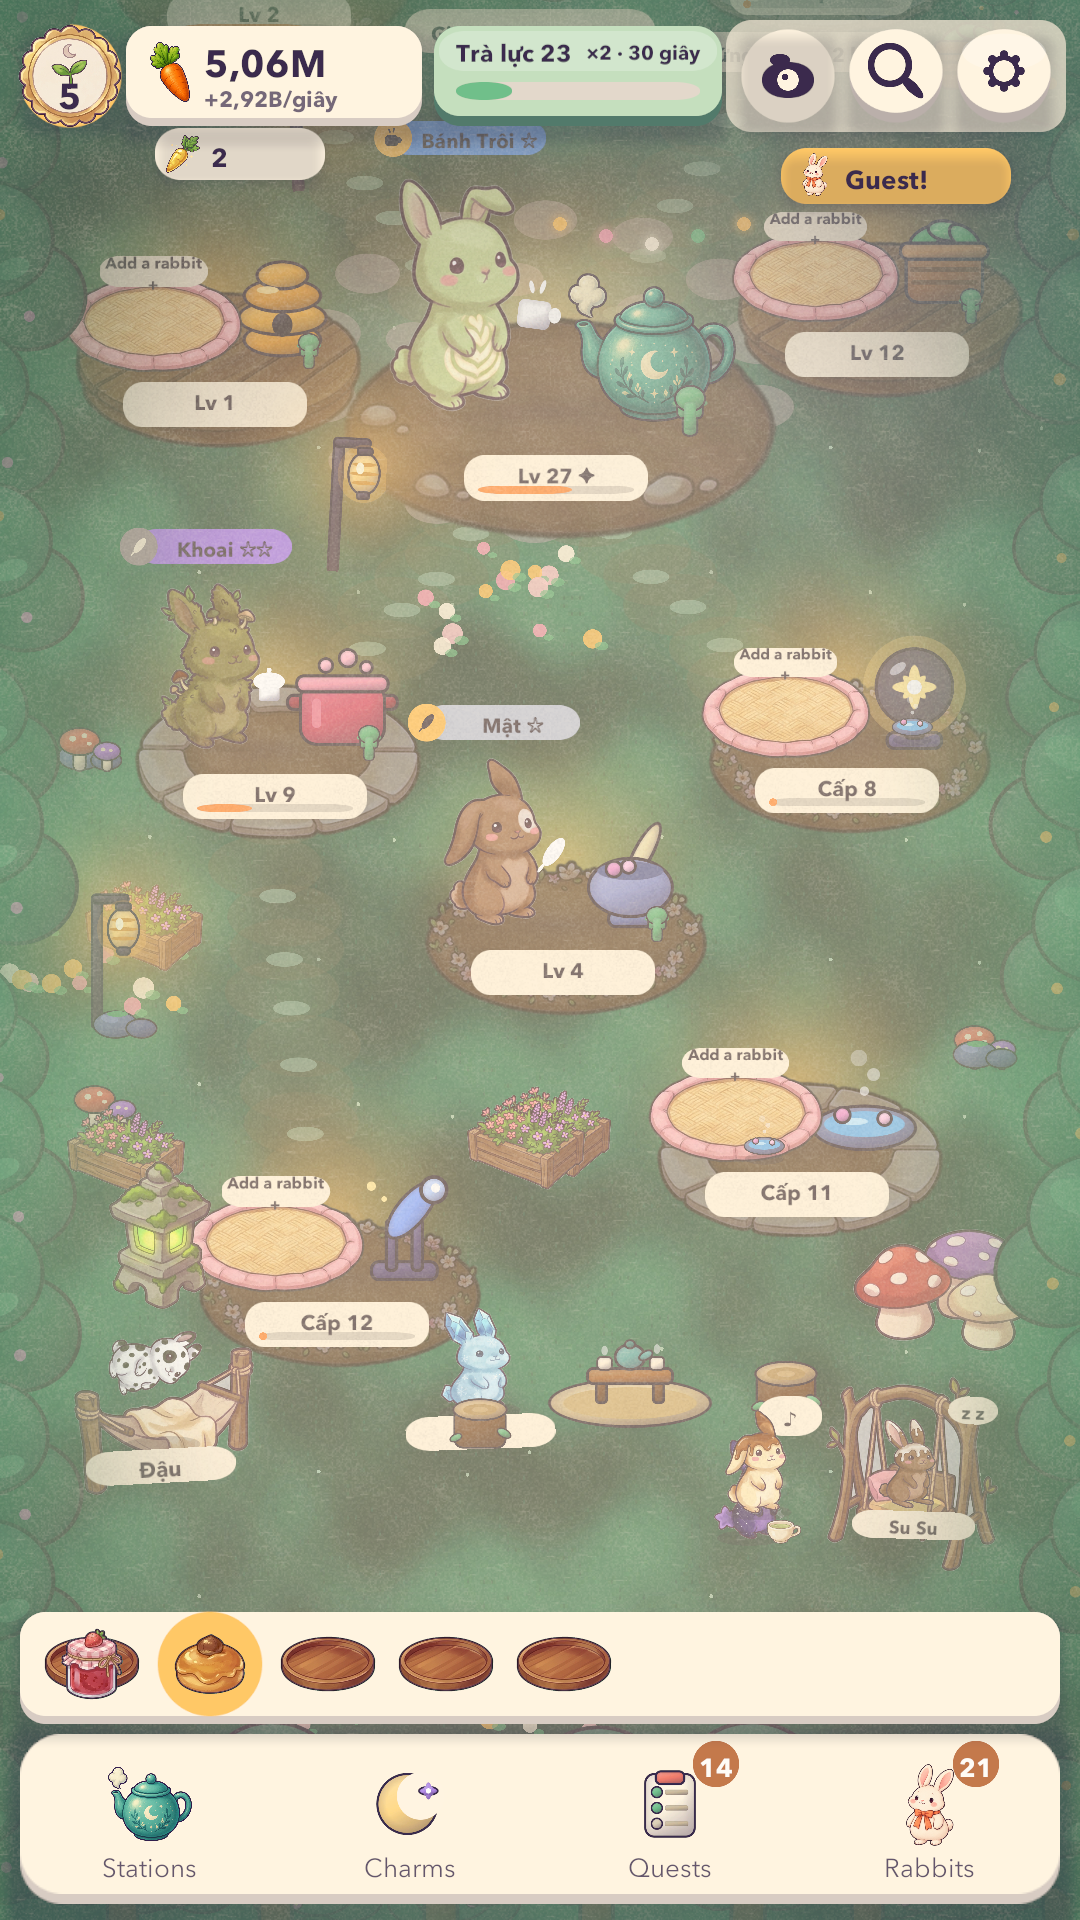 Lv 2
5
5,06M
+2,92B/giây
Trà lực 23 ×2 · 30 giây
2
Bánh Trôi ☆
Guest!
Add a rabbit
+
Add a rabbit
+
Lv 12
Lv 1
Lv 27 ✦
Khoai ☆☆
Add a rabbit
+
Mật ☆
Lv 9
Cấp 8
Lv 4
Add a rabbit
+
Add a rabbit
+
Cấp 11
Cấp 12
♪
z z
Đậu
Su Su
14
21
Stations
Charms
Quests
Rabbits